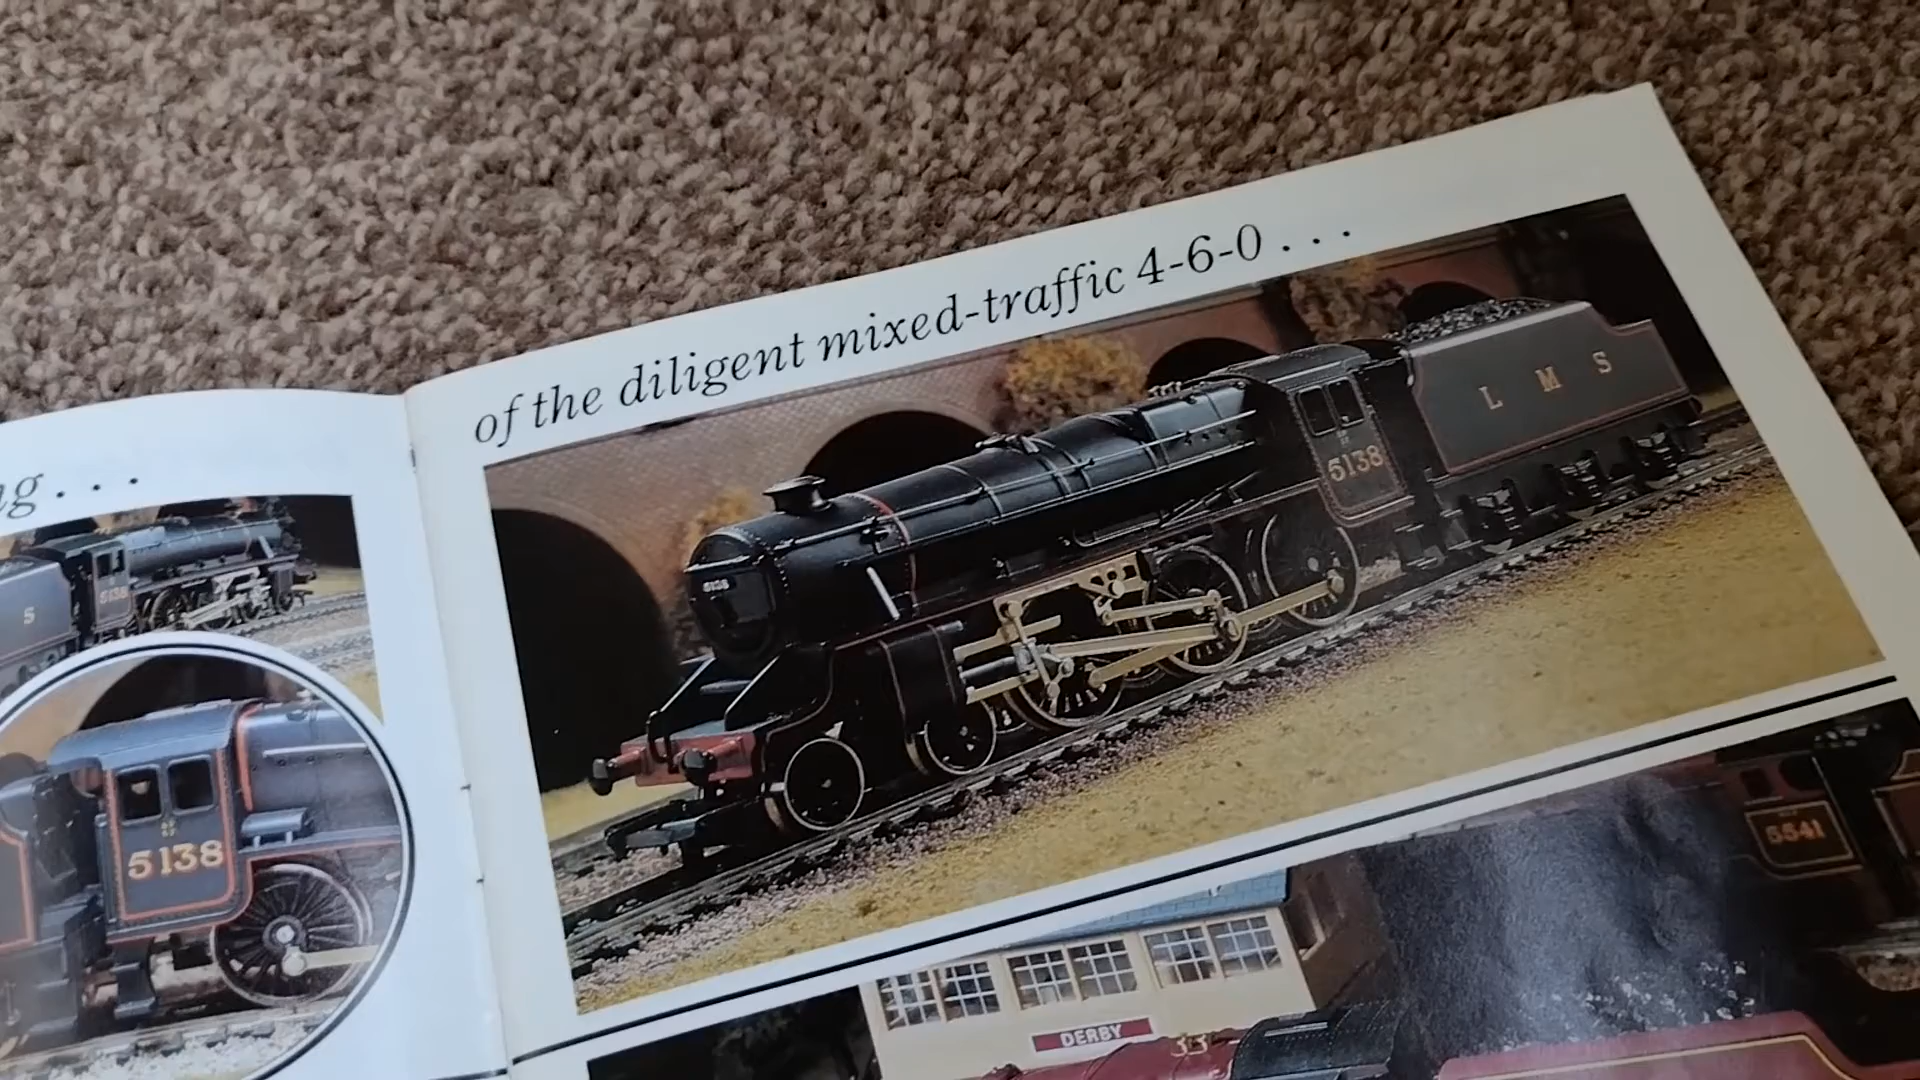 of the diligent mixed-traffic 4-6-0 . . .
L M S
5138
5138
5138
S
5138
5541
DERBY